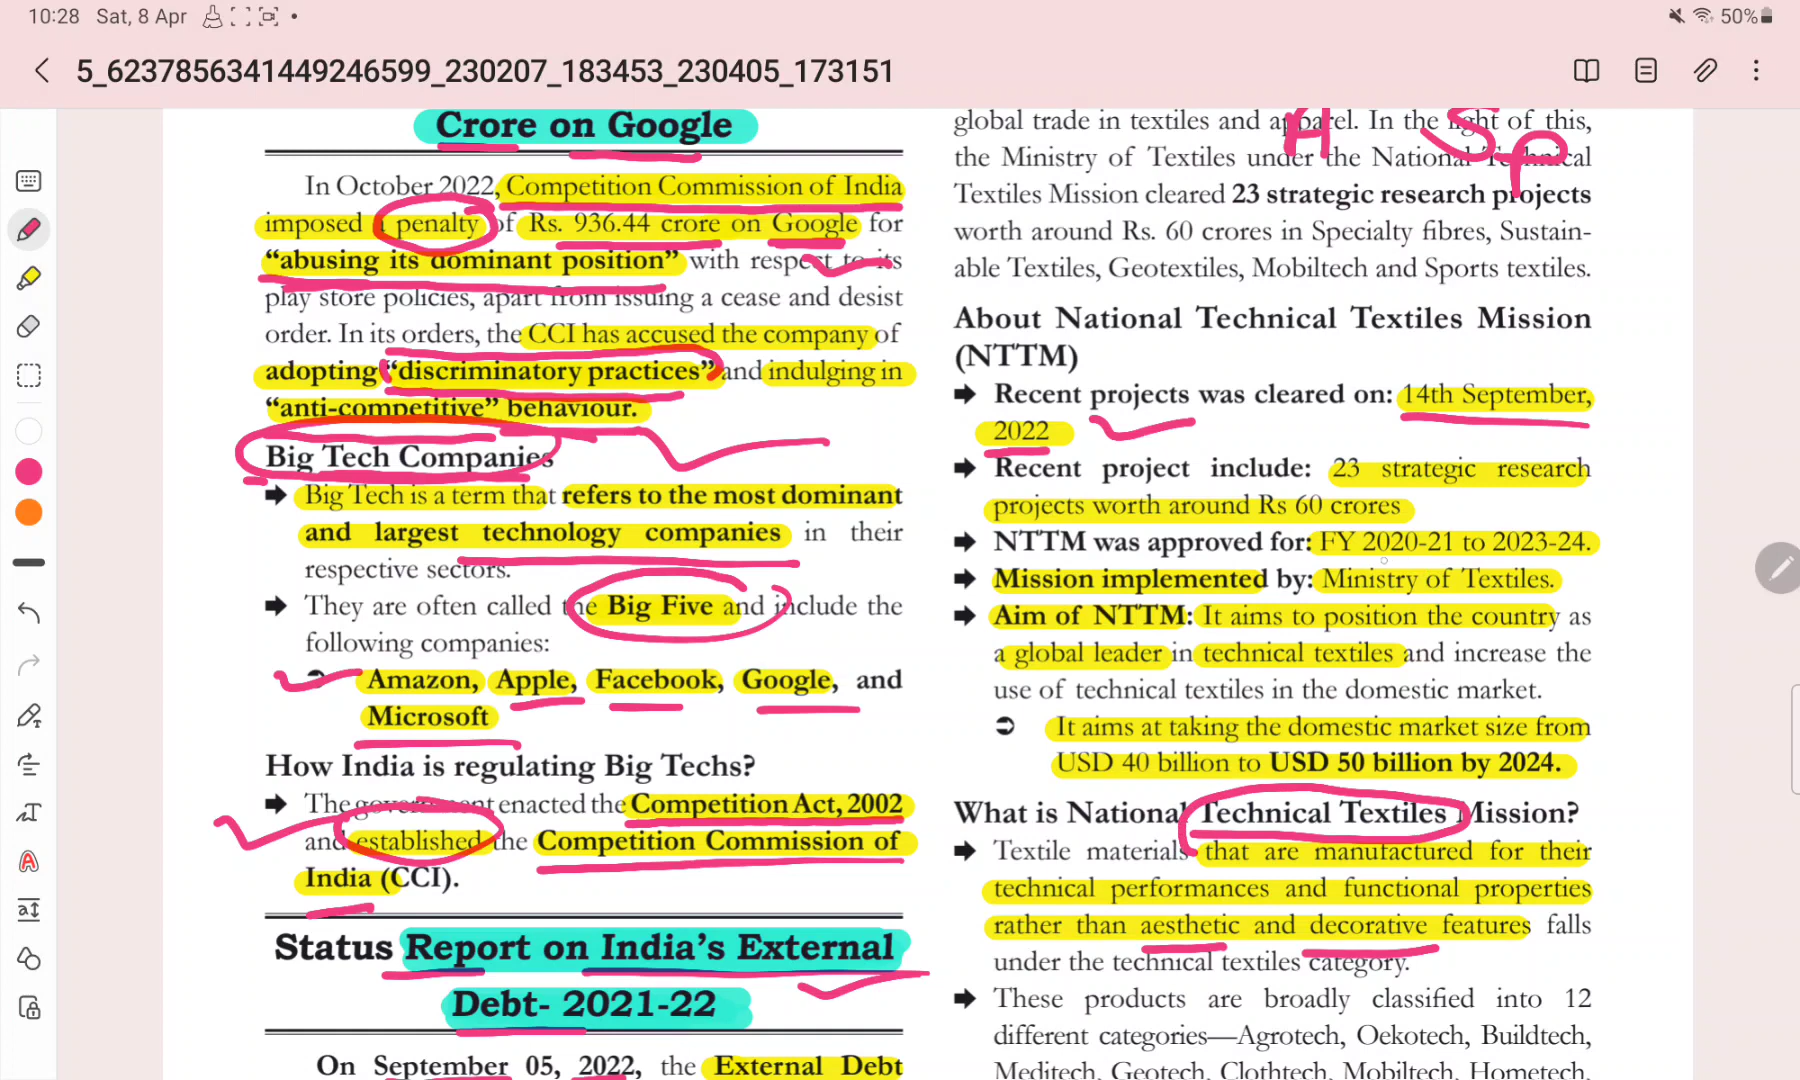 10:28 Sat, 8 Apr
50%
5_6237856341449246599_230207_183453_230405_173151
Crore on Google
In October 2022, Competition Commission of India
imposed a penalty of Rs. 936.44 crore on Google for
“abusing its dominant position” with respect to its
play store policies, apart from issuing a cease and desist
order. In its orders, the CCI has accused the company of
adopting “discriminatory practices” and indulging in
“anti-competitive” behaviour.
Big Tech Companies
Big Tech is a term that refers to the most dominant
and largest technology companies in their
respective sectors.
They are often called the Big Five and include the
following companies:
Amazon, Apple, Facebook, Google, and
Microsoft
How India is regulating Big Techs?
The government enacted the Competition Act, 2002
and established the Competition Commission of
India (CCI).
Status Report on India’s External
Debt- 2021-22
On September 05, 2022, the External Debt
global trade in textiles and apparel. In the light of this,
the Ministry of Textiles under the National Technical
Textiles Mission cleared 23 strategic research projects
worth around Rs. 60 crores in Specialty fibres, Sustain-
able Textiles, Geotextiles, Mobiltech and Sports textiles.
About National Technical Textiles Mission
(NTTM)
Recent projects was cleared on: 14th September,
2022
Recent project include: 23 strategic research
projects worth around Rs 60 crores
NTTM was approved for: FY 2020-21 to 2023-24.
Mission implemented by: Ministry of Textiles.
Aim of NTTM: It aims to position the country as
a global leader in technical textiles and increase the
use of technical textiles in the domestic market.
It aims at taking the domestic market size from
USD 40 billion to USD 50 billion by 2024.
What is National Technical Textiles Mission?
Textile materials that are manufactured for their
technical performances and functional properties
rather than aesthetic and decorative features falls
under the technical textiles category.
These products are broadly classified into 12
different categories—Agrotech, Oekotech, Buildtech,
Meditech, Geotech, Clothtech, Mobiltech, Hometech,